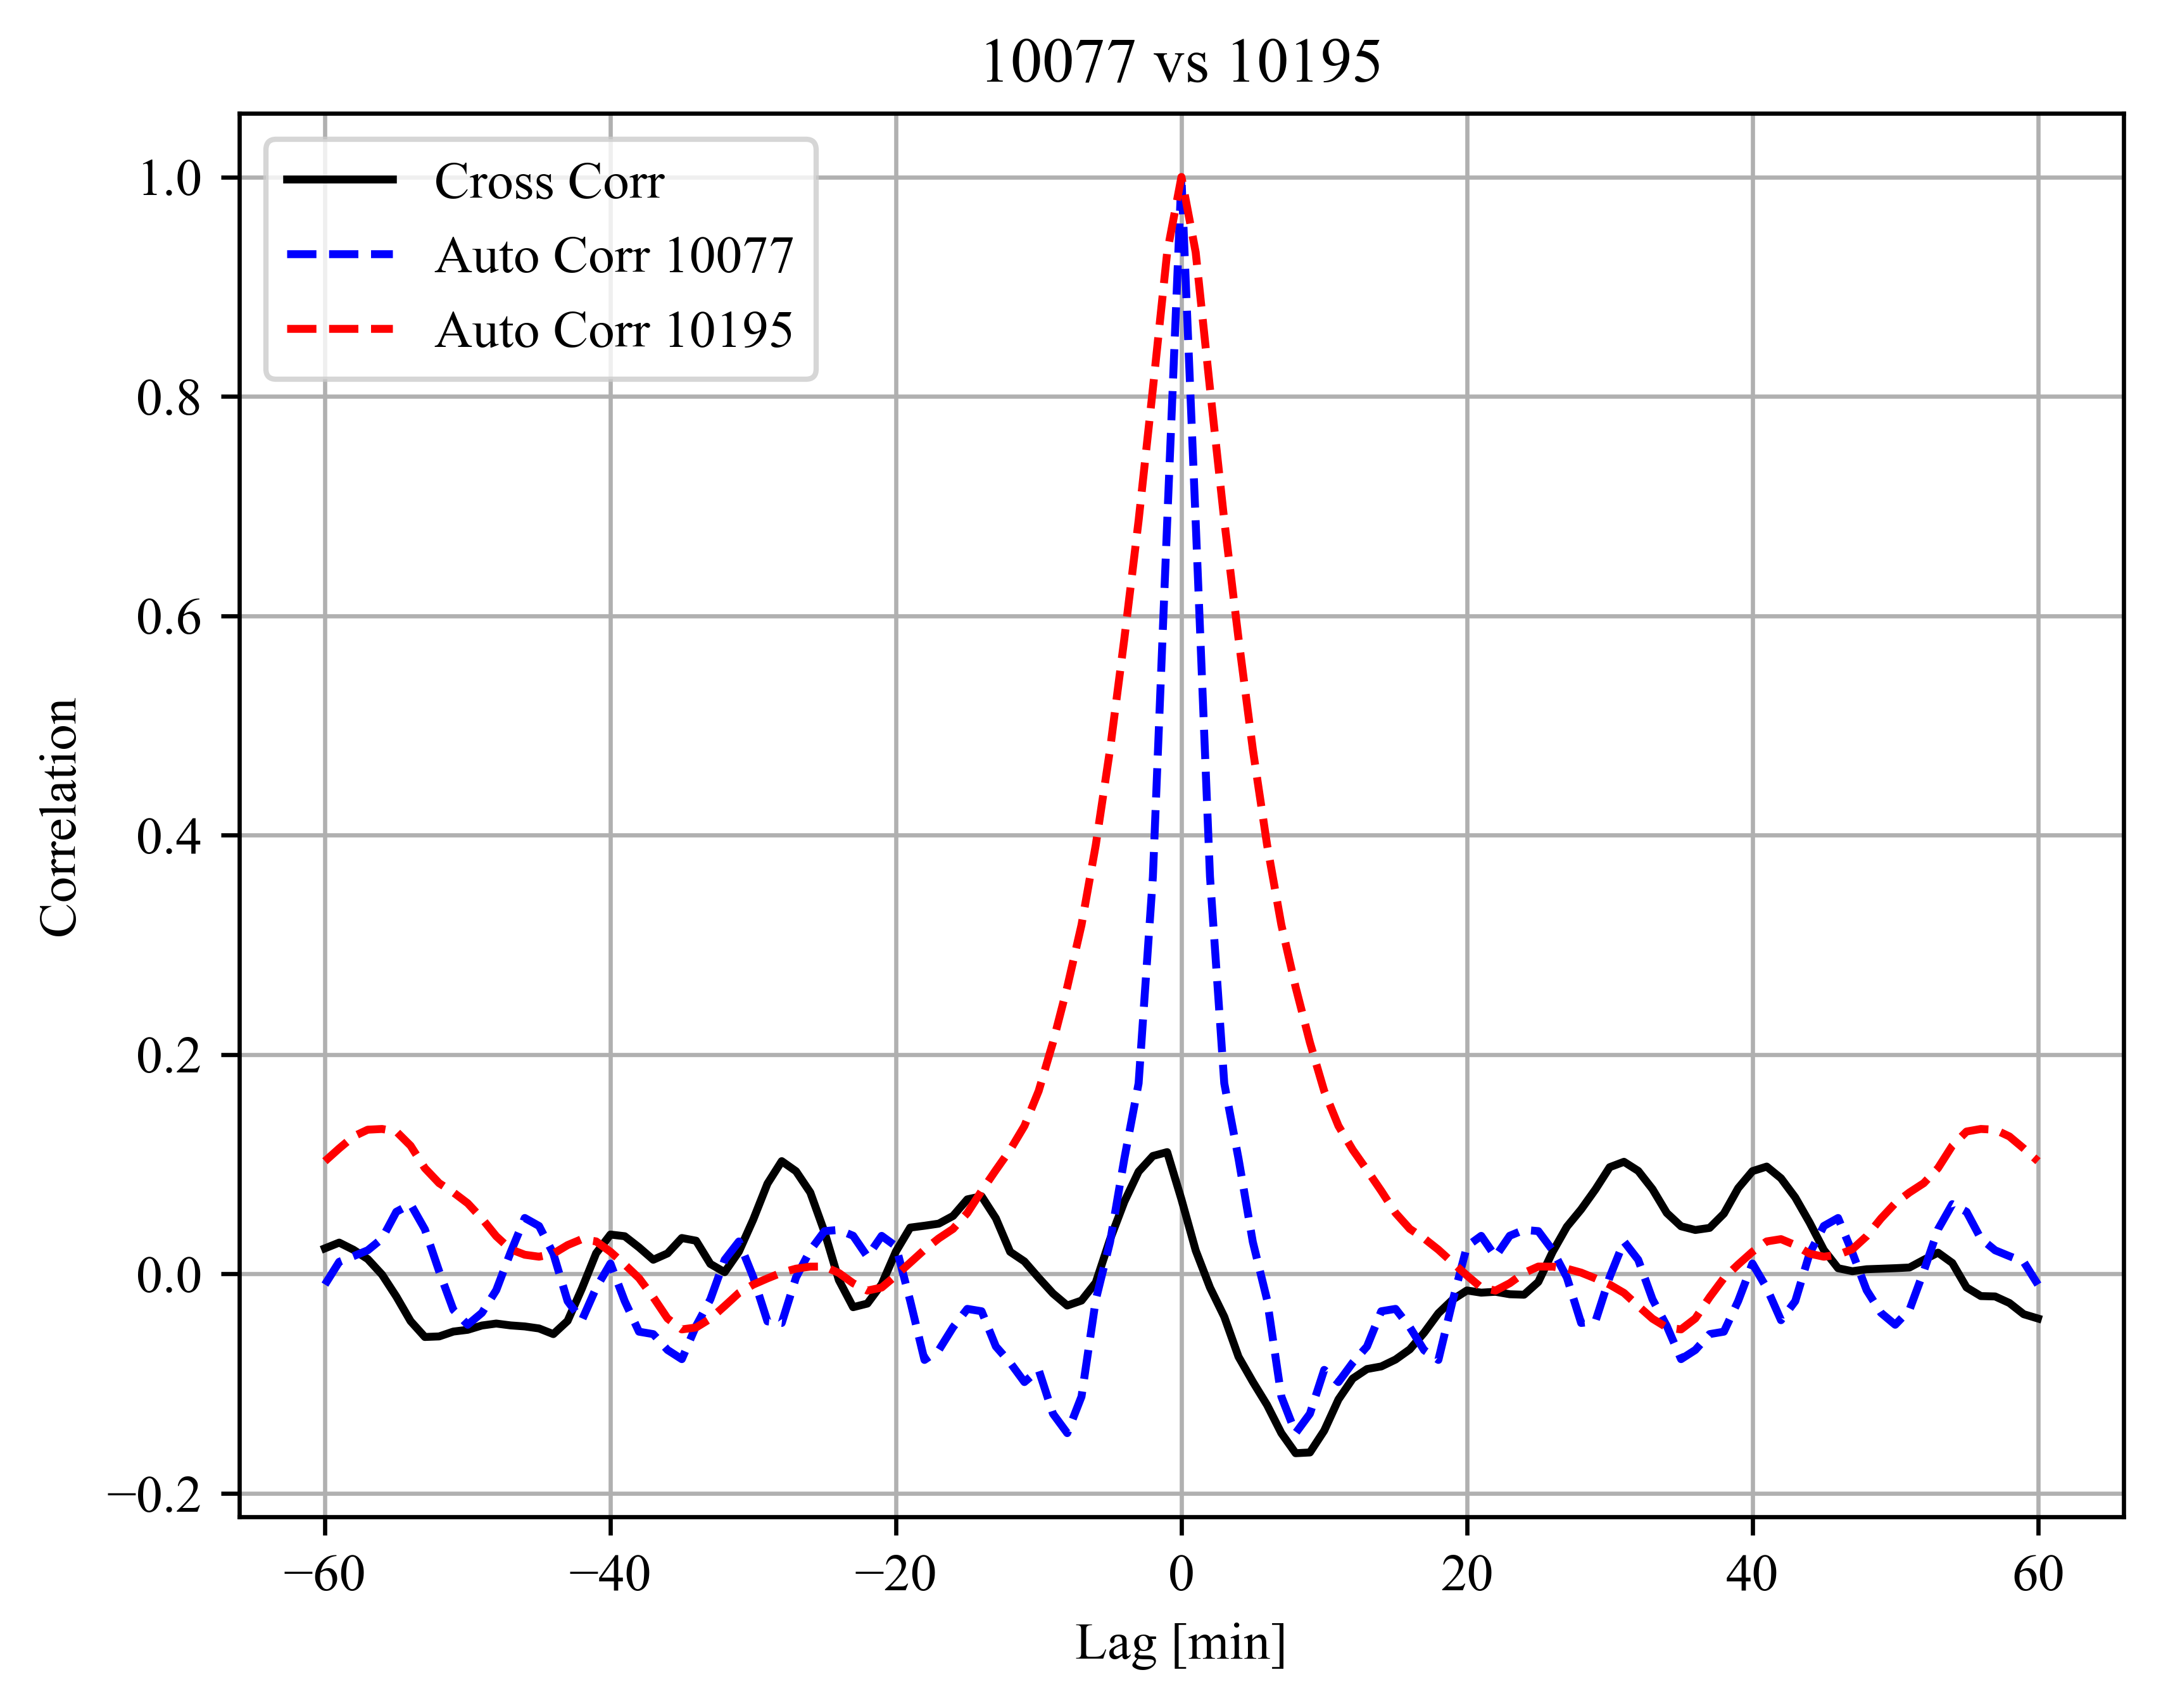 10077 vs 10195
Cross Corr
Auto Corr 10077
Auto Corr 10195
1.0
0.8
0.6
0.4
0.2
0.0
−0.2
Correlation
−60
−40
−20
0
20
40
60
Lag [min]